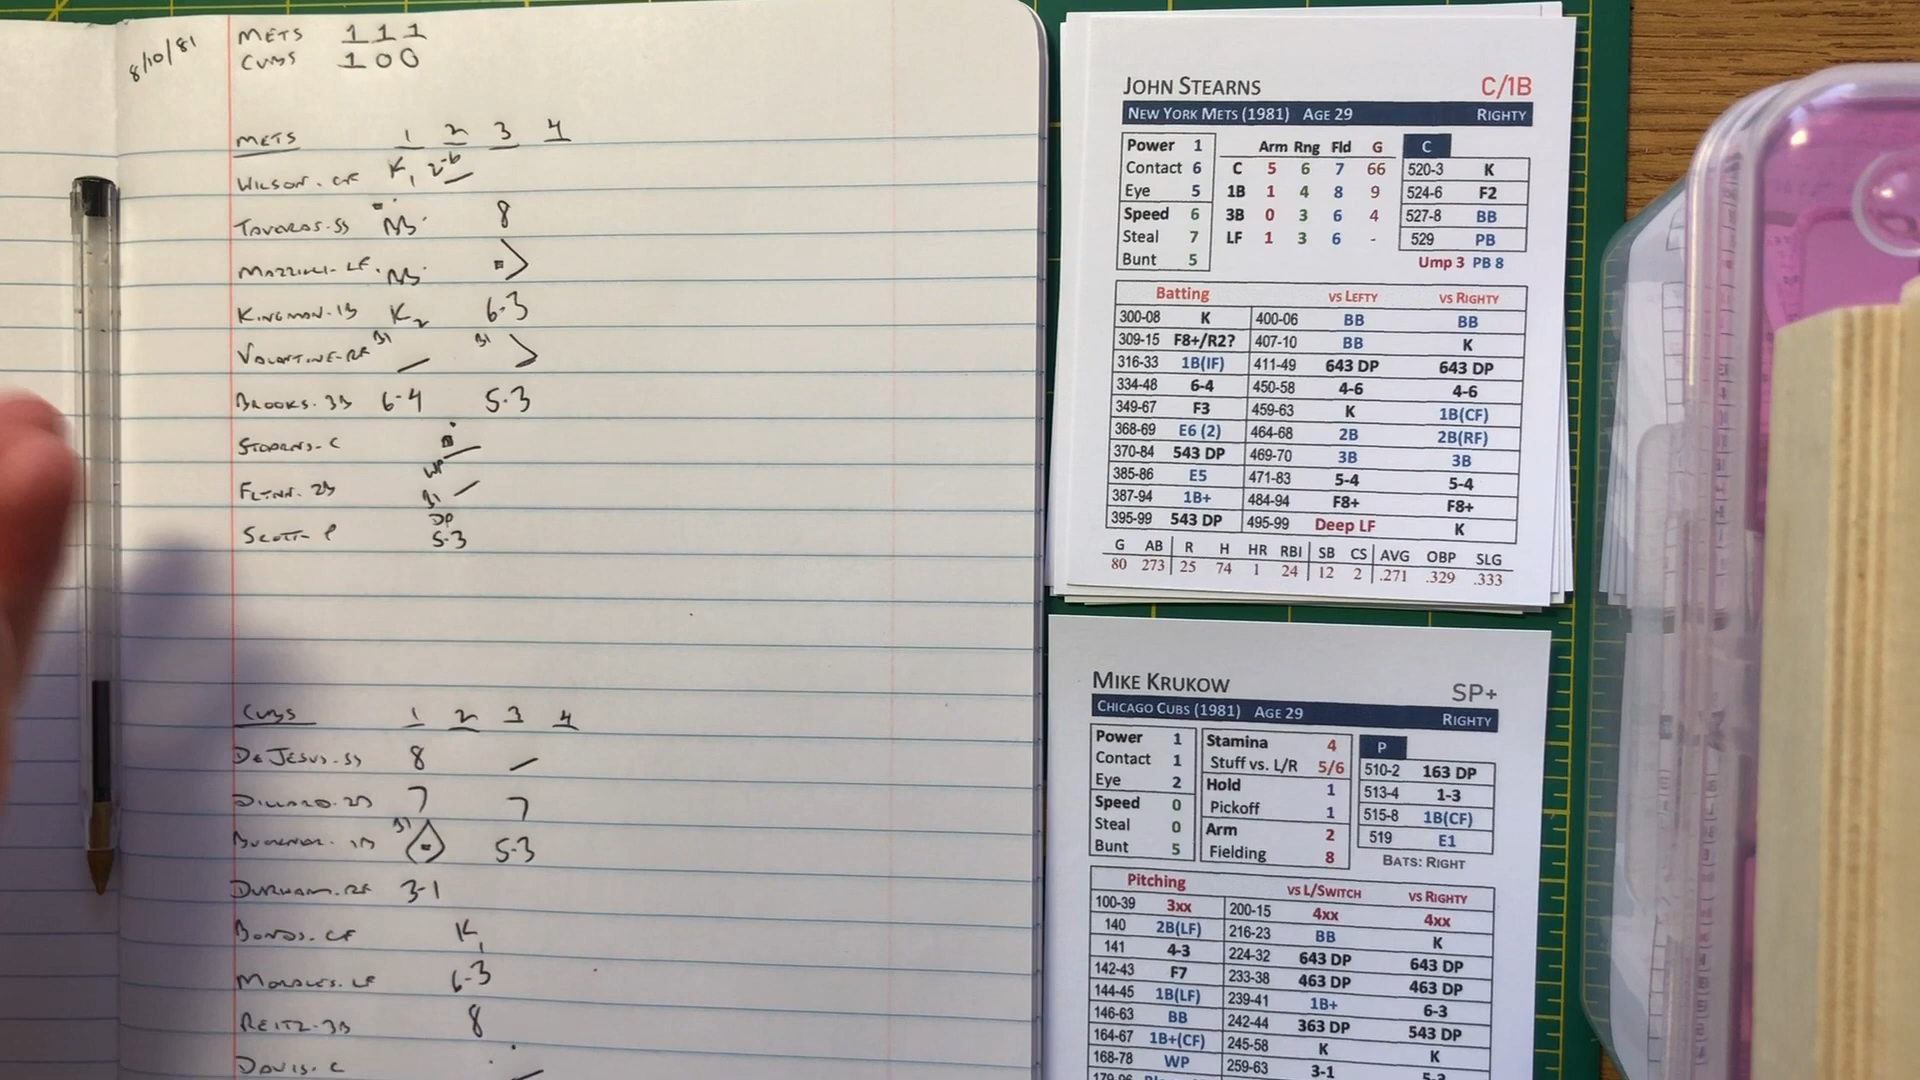 8/10/81
METS 1 1 1
CUBS 1 0 0
METS 1 2 3 4
WILSON. CF K1 2-6
TAVERAS. SS BB 8
MAZZILLI. LF. BB
KINGMAN. 1B K2 6-3
VALENTINE-RF BI BI
BROOKS. 3B 6-4 5-3
STEARNS. C
WP
FLYNN. 2B BI
DP
SCOTT- P 5-3
CUBS 1 2 3 4
DEJESUS. SS 8
DILLARD. 2B 7 7
BUCKNER. 1B BI 5-3
DURHAM. RF 3-1
BONDS. CF K1
MORALES. LF 6-3
REITZ. 3B 8
DAVIS. C
JOHN STEARNS C/1B
NEW YORK METS (1981) AGE 29 RIGHTY
Power 1
Contact 6
Eye 5
Speed 6
Steal 7
Bunt 5
Arm Rng Fld G
C 5 6 7 66
1B 1 4 8 9
3B 0 3 6 4
LF 1 3 6 -
C
520-3 K
524-6 F2
527-8 BB
529 PB
Ump 3 PB 8
Batting VS LEFTY VS RIGHTY
300-08 K 400-06 BB BB
309-15 F8+/R2? 407-10 BB K
316-33 1B(IF) 411-49 643 DP 643 DP
334-48 6-4 450-58 4-6 4-6
349-67 F3 459-63 K 1B(CF)
368-69 E6 (2) 464-68 2B 2B(RF)
370-84 543 DP 469-70 3B 3B
385-86 E5 471-83 5-4 5-4
387-94 1B+ 484-94 F8+ F8+
395-99 543 DP 495-99 Deep LF K
G AB R H HR RBI SB CS AVG OBP SLG
80 273 25 74 1 24 12 2 .271 .329 .333
MIKE KRUKOW SP+
CHICAGO CUBS (1981) AGE 29 RIGHTY
Power 1
Contact 1
Eye 2
Speed 0
Steal 0
Bunt 5
Stamina 4
Stuff vs. L/R 5/6
Hold 1
Pickoff 1
Arm 2
Fielding 8
P
510-2 163 DP
513-4 1-3
515-8 1B(CF)
519 E1
BATS: RIGHT
Pitching VS L/SWITCH VS RIGHTY
100-39 3xx 200-15 4xx 4xx
140 2B(LF) 216-23 BB K
141 4-3 224-32 643 DP 643 DP
142-43 F7 233-38 463 DP 463 DP
144-45 1B(LF) 239-41 1B+ 6-3
146-63 BB 242-44 363 DP 543 DP
164-67 1B+(CF) 245-58 K K
168-78 WP 259-63 3-1 5-3